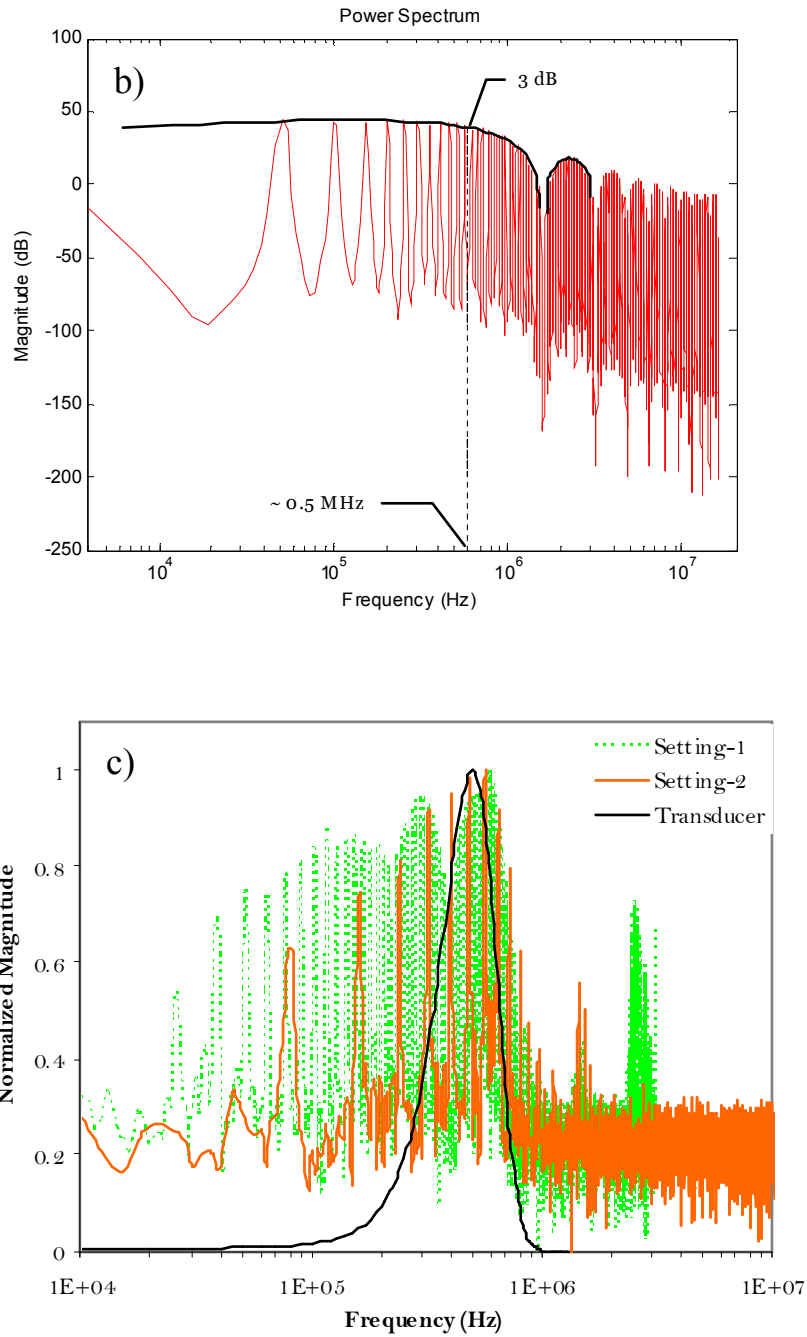 Power Spectrum
b)
3 dB
100
50
0
-50
-100
-150
-200
-250
Magnitude (dB)
~ 0.5 MHz
10^4
10^5
10^6
10^7
Frequency (Hz)
c)
Setting-1
Setting-2
Transducer
1
0.8
0.6
0.4
0.2
0
Normalized Magnitude
1E+04
1E+05
1E+06
1E+07
Frequency (Hz)